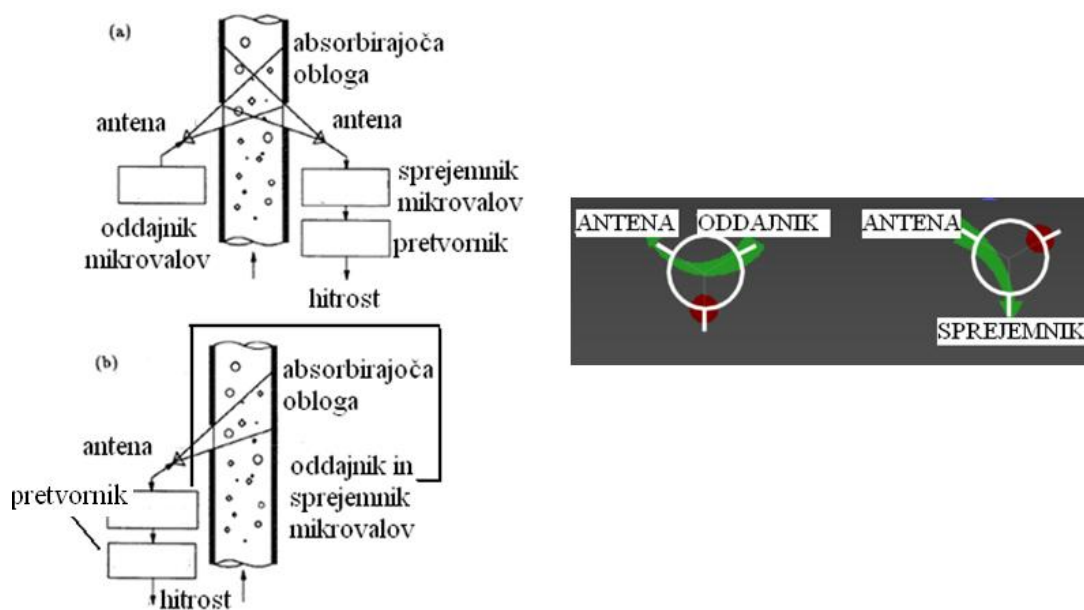 (a)
absorbirajoča
obloga
antena
antena
oddajnik
mikrovalov
sprejemnik
mikrovalov
pretvornik
hitrost
(b)
absorbirajoča
obloga
antena
pretvornik
oddajnik in
sprejemnik
mikrovalov
hitrost
ANTENA
ODDAJNIK
ANTENA
SPREJEMNIK